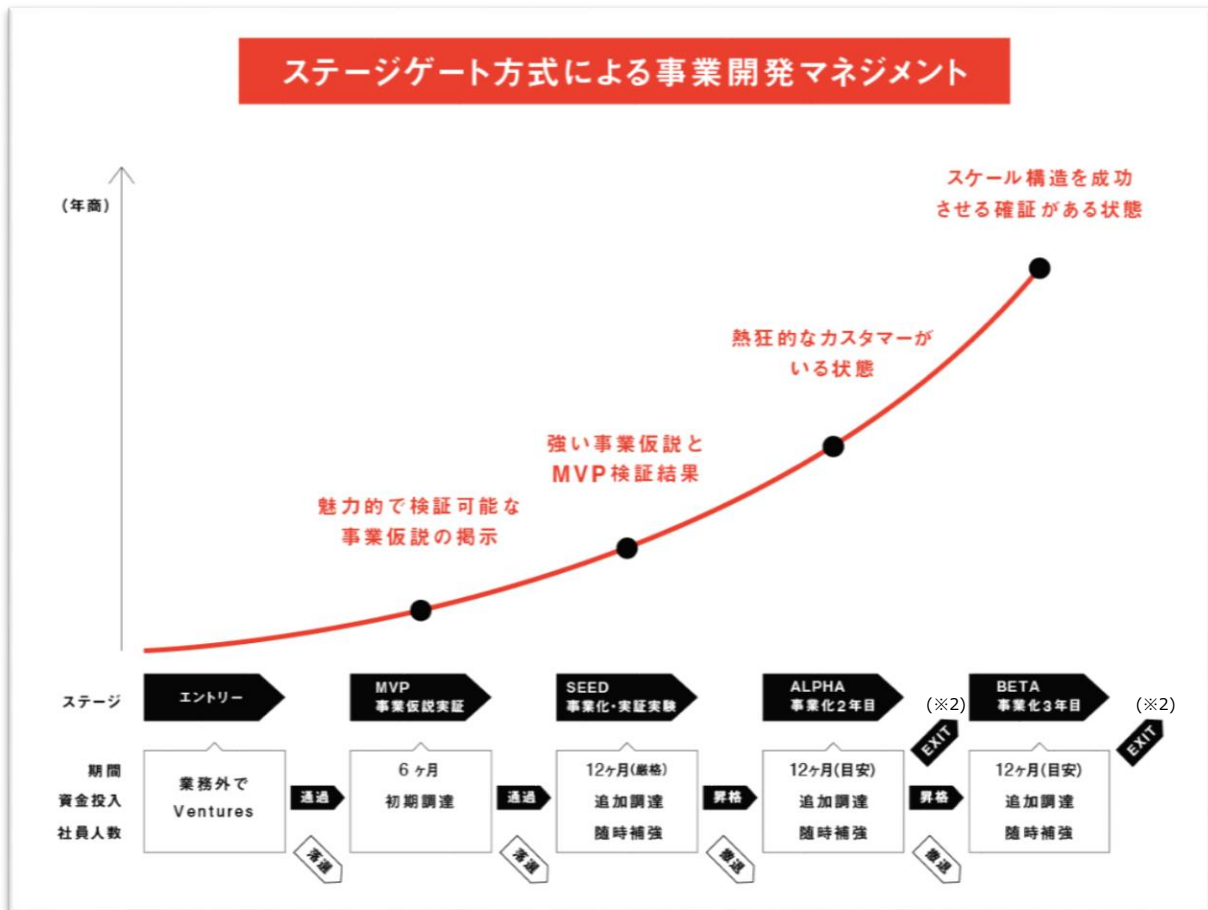 ステージゲート方式による事業開発マネジメント
(年商)
スケール構造を成功
させる確証がある状態
熱狂的なカスタマーが
いる状態
強い事業仮説と
MVP検証結果
魅力的で検証可能な
事業仮説の掲示
ステージ
エントリー
MVP
事業仮説実証
SEED
事業化・実証実験
ALPHA
事業化2年目
(※2)
EXIT
BETA
事業化3年目
(※2)
EXIT
期間
資金投入
社員人数
業務外で
Ventures
通過
落選
6ヶ月
初期調達
通過
落選
12ヶ月(厳格)
追加調達
随時補強
昇格
撤退
12ヶ月(目安)
追加調達
随時補強
昇格
撤退
12ヶ月(目安)
追加調達
随時補強